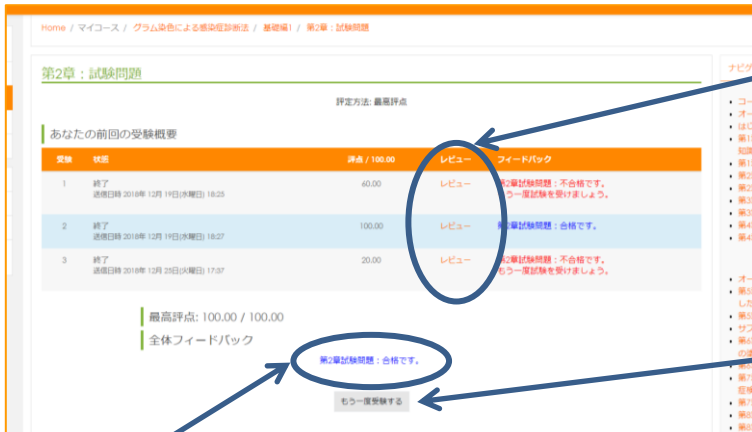 Home / マイコース / グラム染色による感染症診断法 / 基礎編1 / 第2章：試験問題
第2章：試験問題
評定方法: 最高評点
あなたの前回の受験概要
受験 状態 評点 / 100.00 レビュー フィードバック
1 終了 60.00 レビュー 第2章試験問題：不合格です。
送信日時 2018年 12月 19日(水曜日) 18:25 もう一度試験を受けましょう。
2 終了 100.00 レビュー 第2章試験問題：合格です。
送信日時 2018年 12月 19日(水曜日) 18:27
3 終了 20.00 レビュー 第2章試験問題：不合格です。
送信日時 2018年 12月 25日(火曜日) 17:37 もう一度試験を受けましょう。
最高評点: 100.00 / 100.00
全体フィードバック
第2章試験問題：合格です。
もう一度受験する
ナビゲ